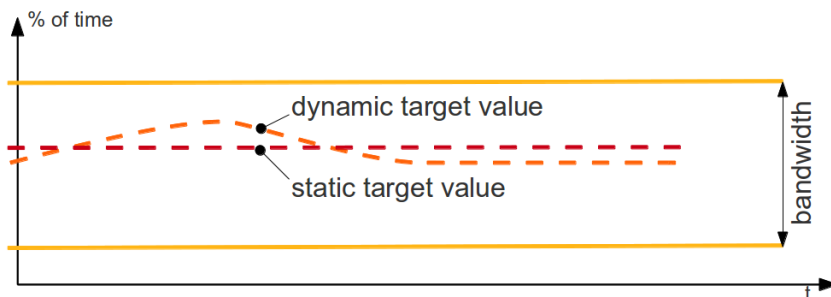 % of time
dynamic target value
static target value
bandwidth
t